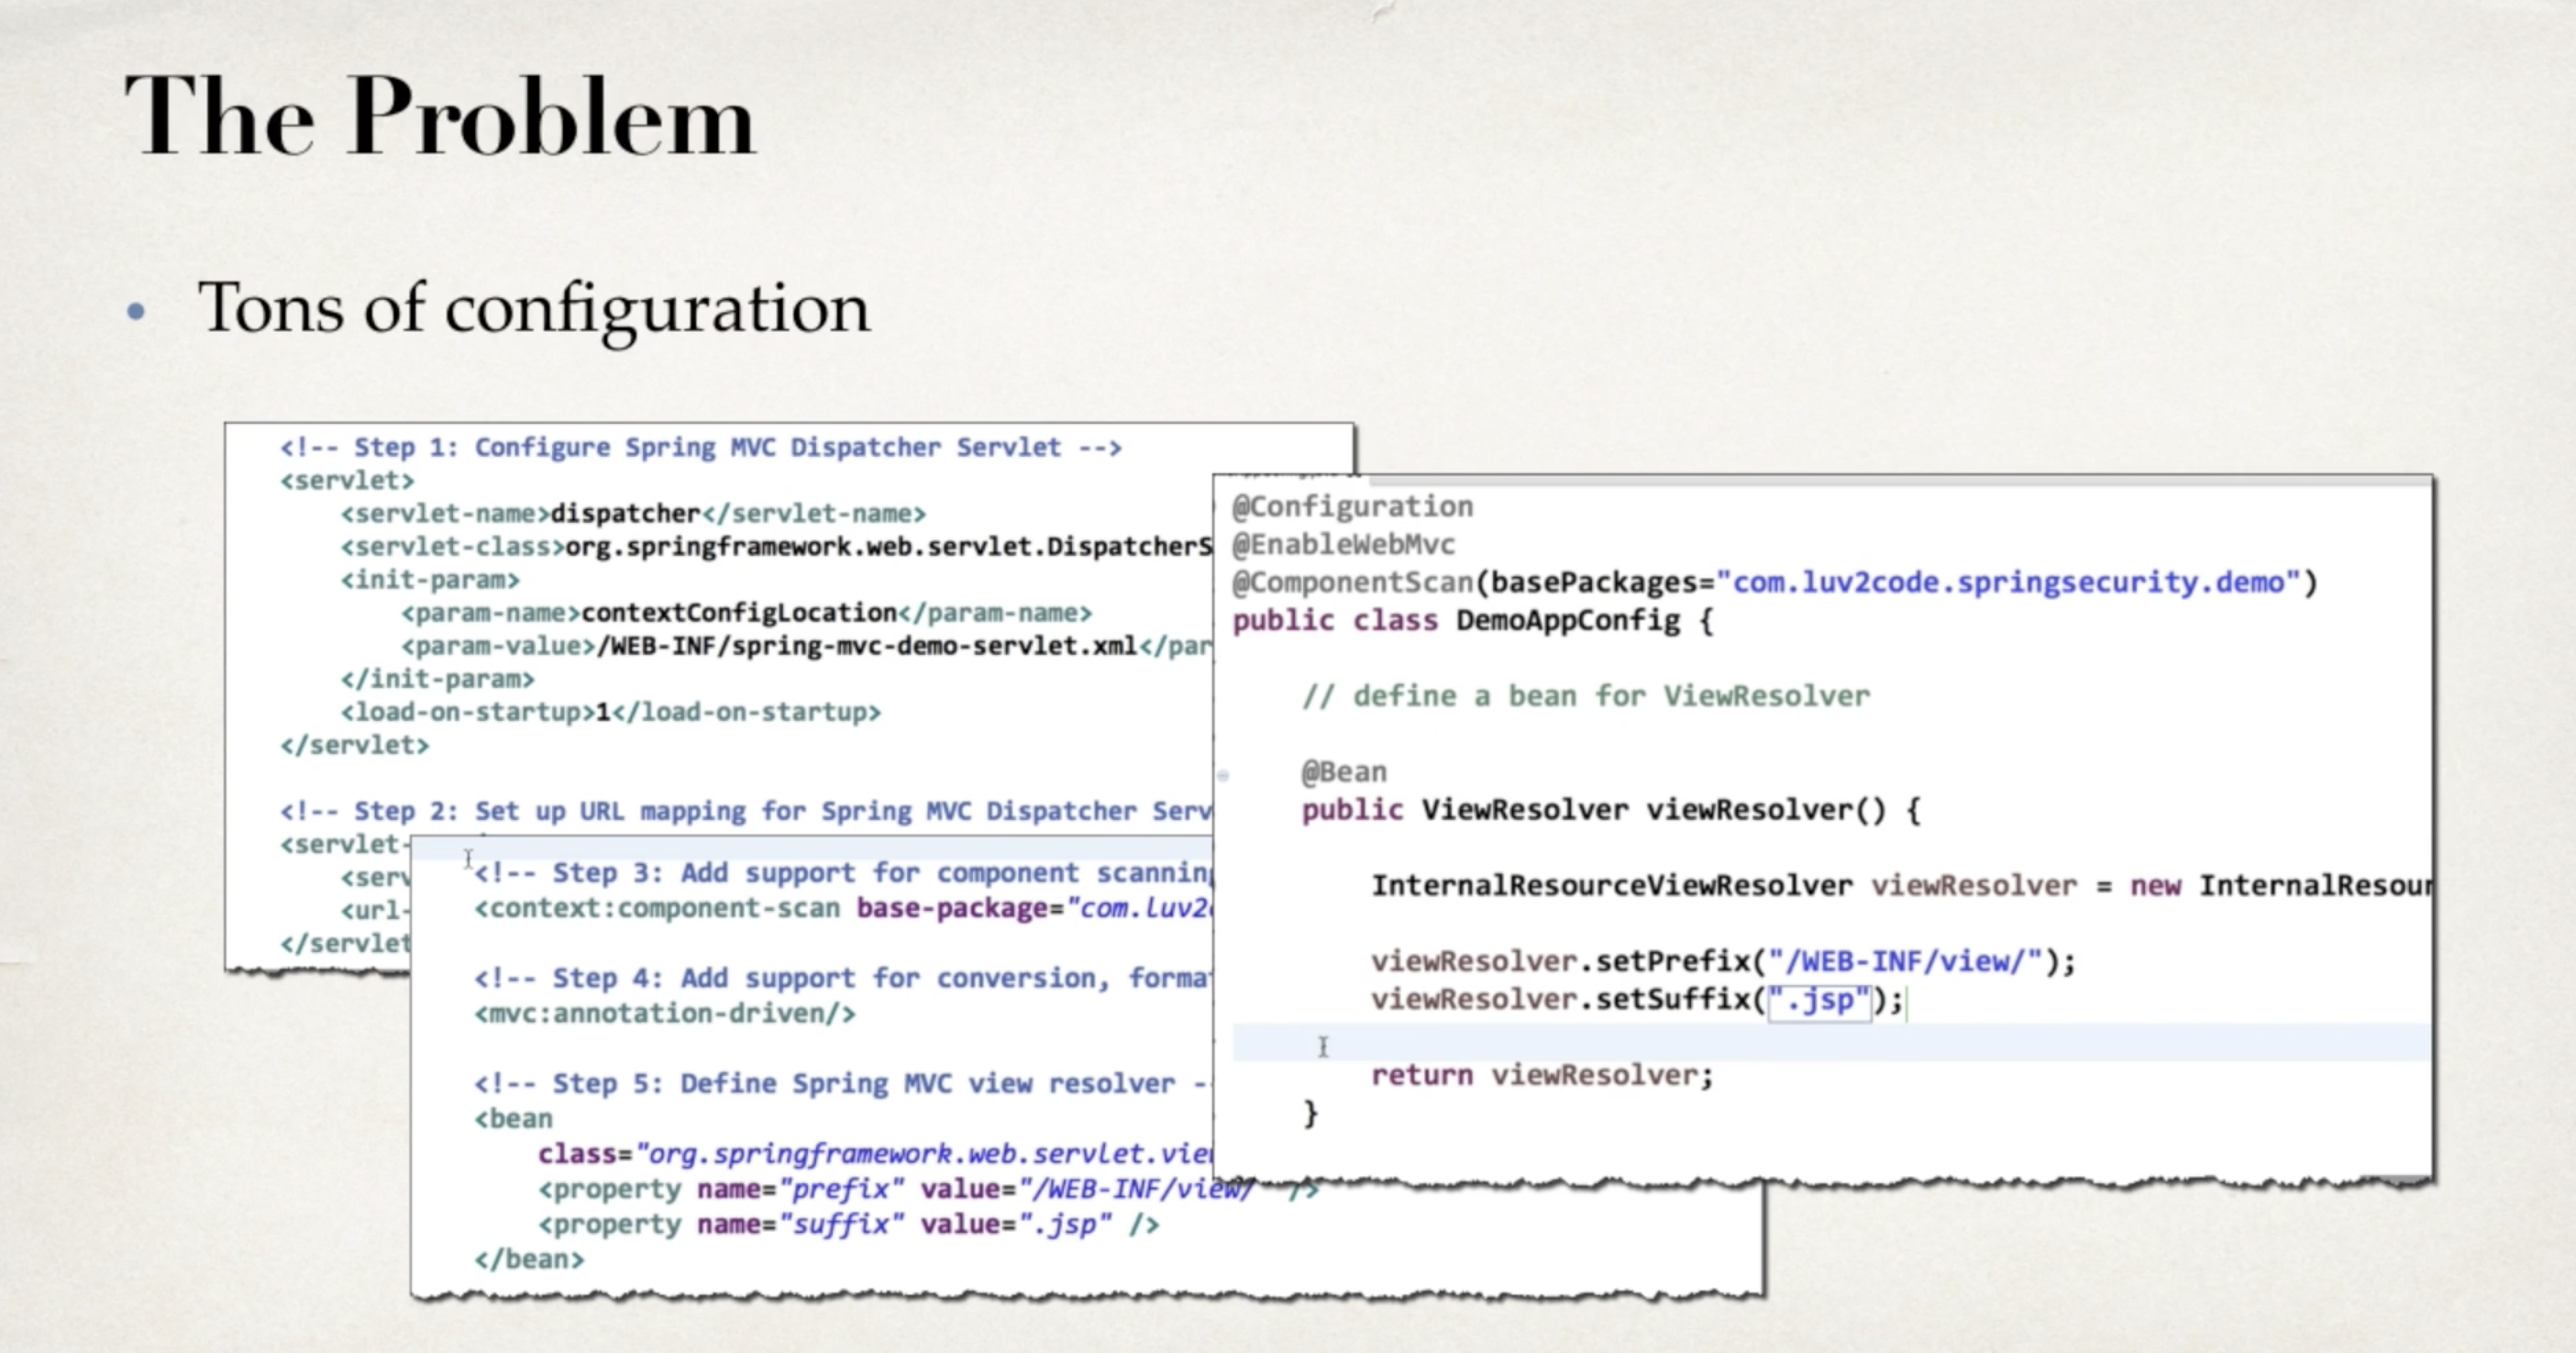 The Problem
• Tons of configuration
<!-- Step 1: Configure Spring MVC Dispatcher Servlet -->
<servlet>
<servlet-name>dispatcher</servlet-name>
<servlet-class>org.springframework.web.servlet.DispatcherS
<init-param>
<param-name>contextConfigLocation</param-name>
<param-value>/WEB-INF/spring-mvc-demo-servlet.xml</par
</init-param>
<load-on-startup>1</load-on-startup>
</servlet>
<!-- Step 2: Set up URL mapping for Spring MVC Dispatcher Serv
<servlet-
<serv
<url-
</servlet
<!-- Step 3: Add support for component scanning
<context:component-scan base-package="com.luv2
<!-- Step 4: Add support for conversion, format
<mvc:annotation-driven/>
<!-- Step 5: Define Spring MVC view resolver -
<bean
class="org.springframework.web.servlet.view
<property name="prefix" value="/WEB-INF/view/" />
<property name="suffix" value=".jsp" />
</bean>
@Configuration
@EnableWebMvc
@ComponentScan(basePackages="com.luv2code.springsecurity.demo")
public class DemoAppConfig {
// define a bean for ViewResolver
@Bean
public ViewResolver viewResolver() {
InternalResourceViewResolver viewResolver = new InternalResour
viewResolver.setPrefix("/WEB-INF/view/");
viewResolver.setSuffix(".jsp");
return viewResolver;
}